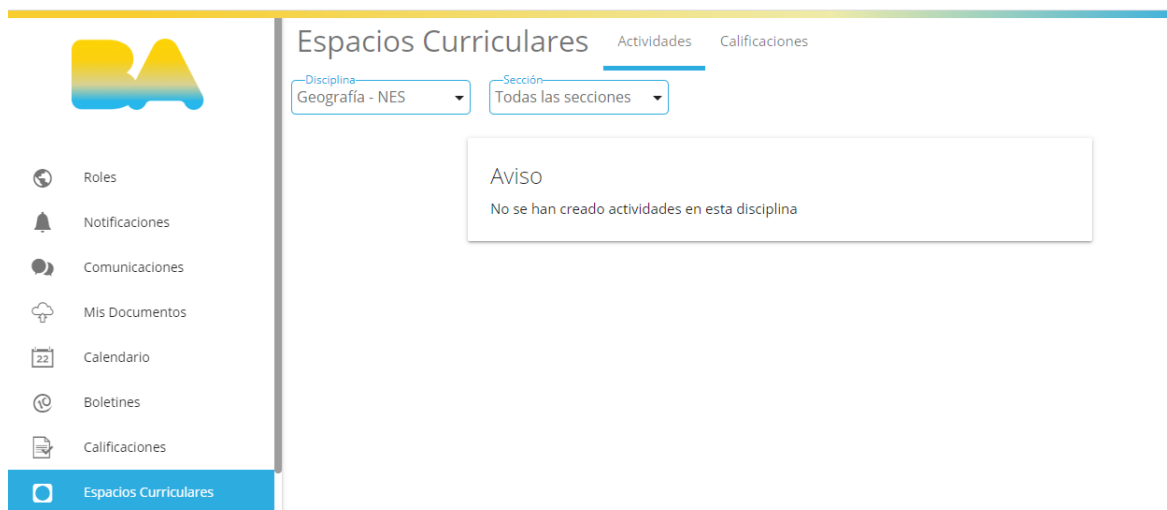 BA
Espacios Curriculares
Actividades
Calificaciones
Disciplina
Geografía - NES
Sección
Todas las secciones
Aviso
No se han creado actividades en esta disciplina
Roles
Notificaciones
Comunicaciones
Mis Documentos
22
Calendario
10
Boletines
Calificaciones
Espacios Curriculares